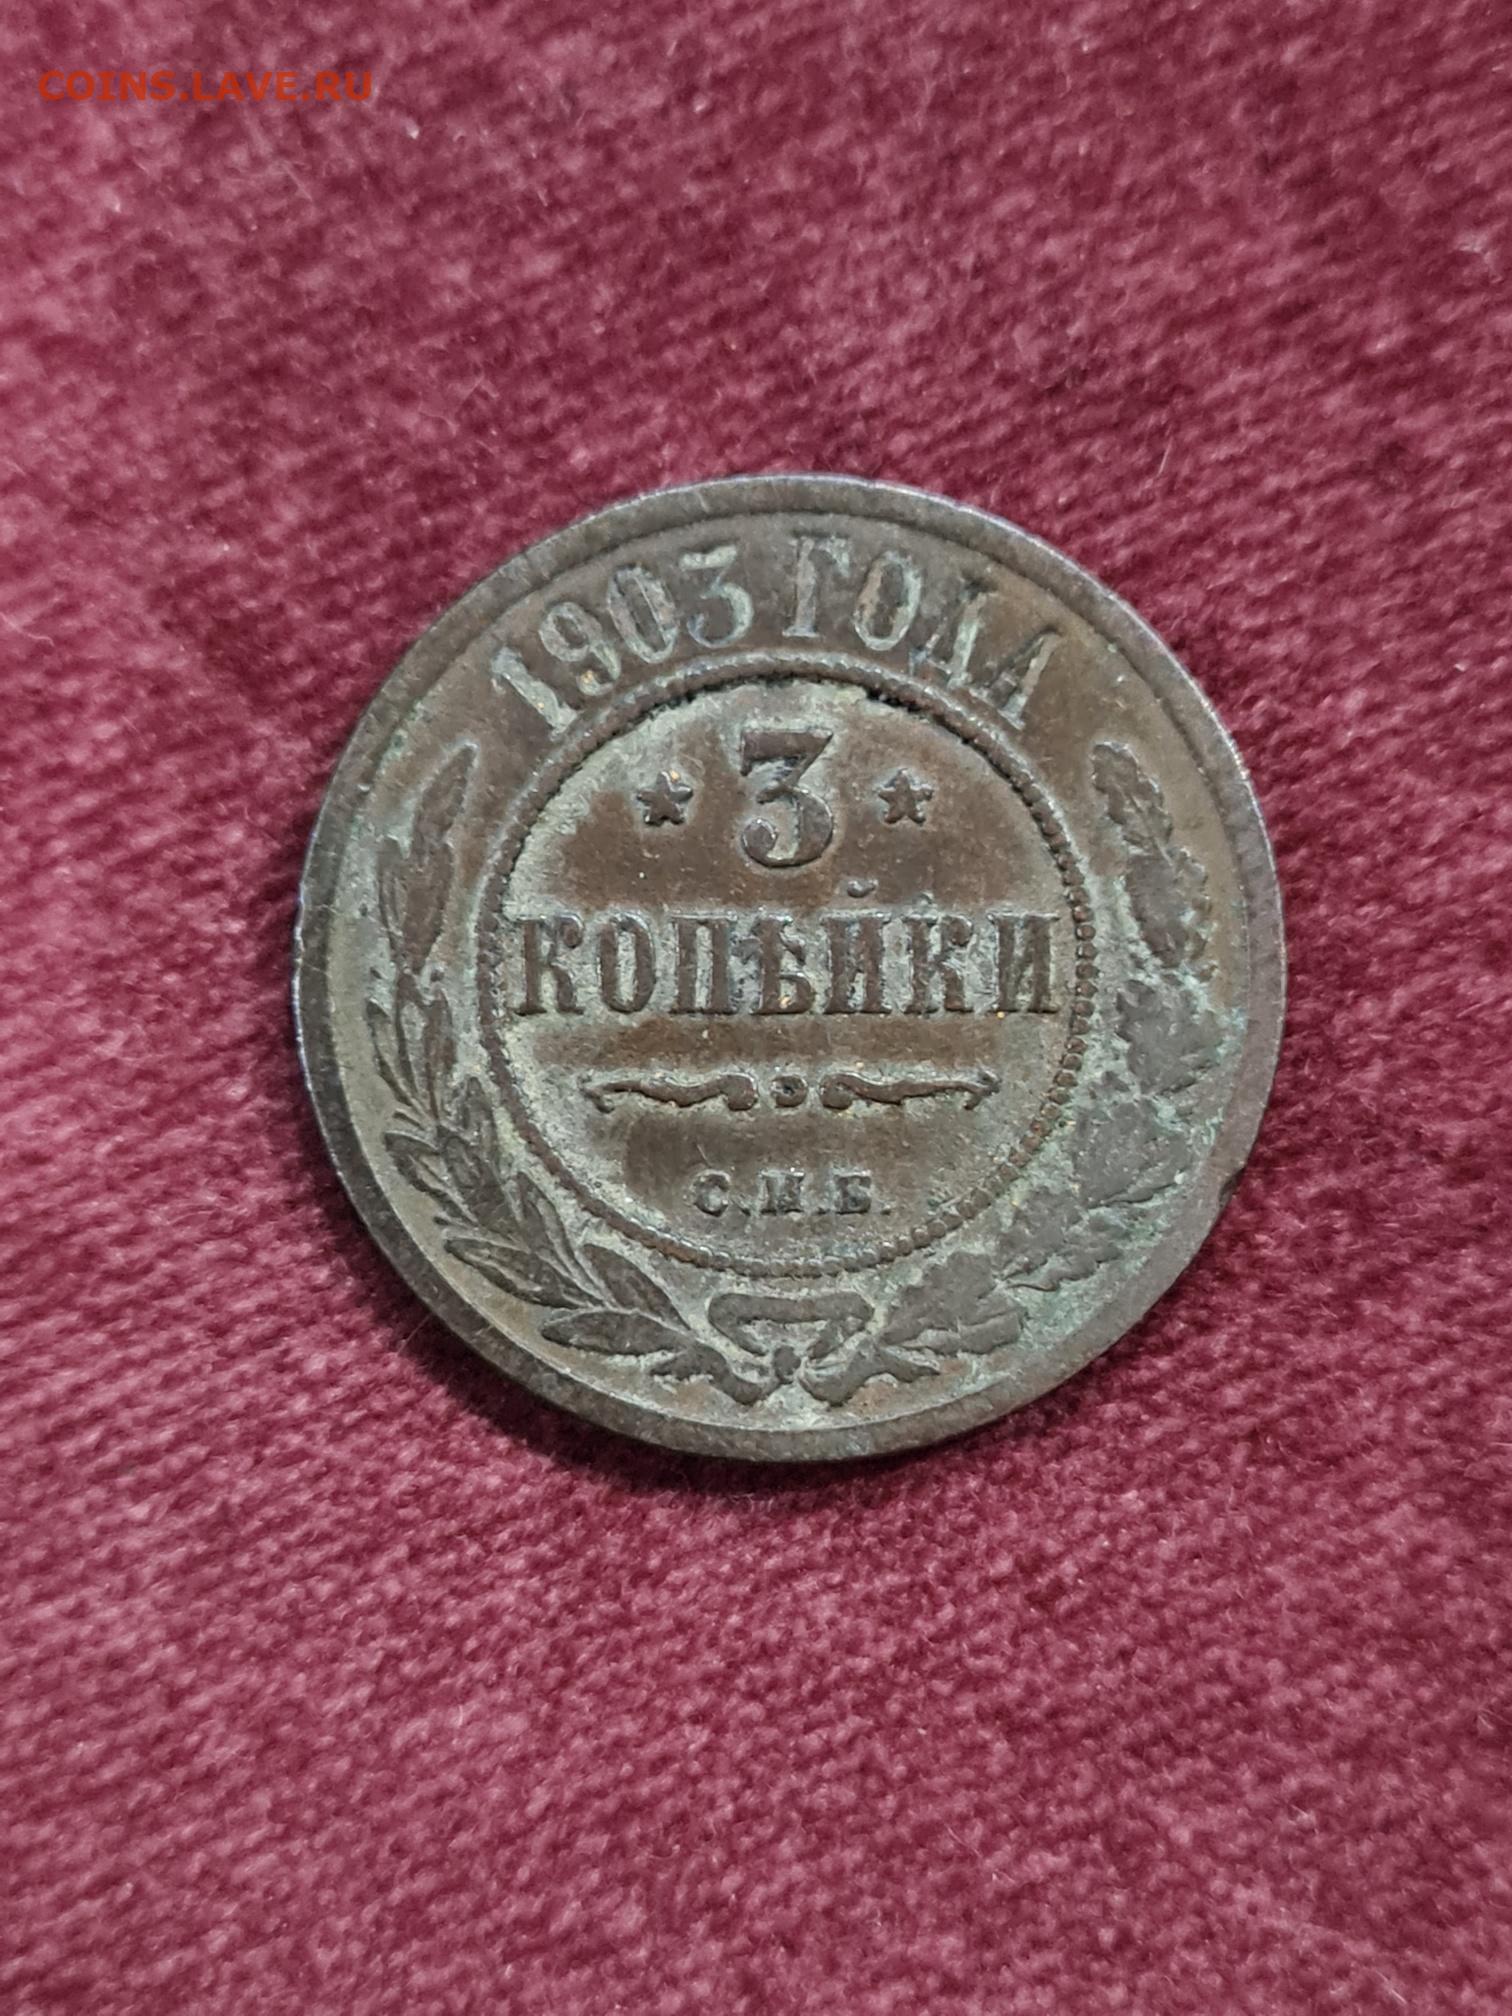 COINS.LAVE.RU
1903 ГОДА
3
КОПѢЙКИ
С.П.Б.